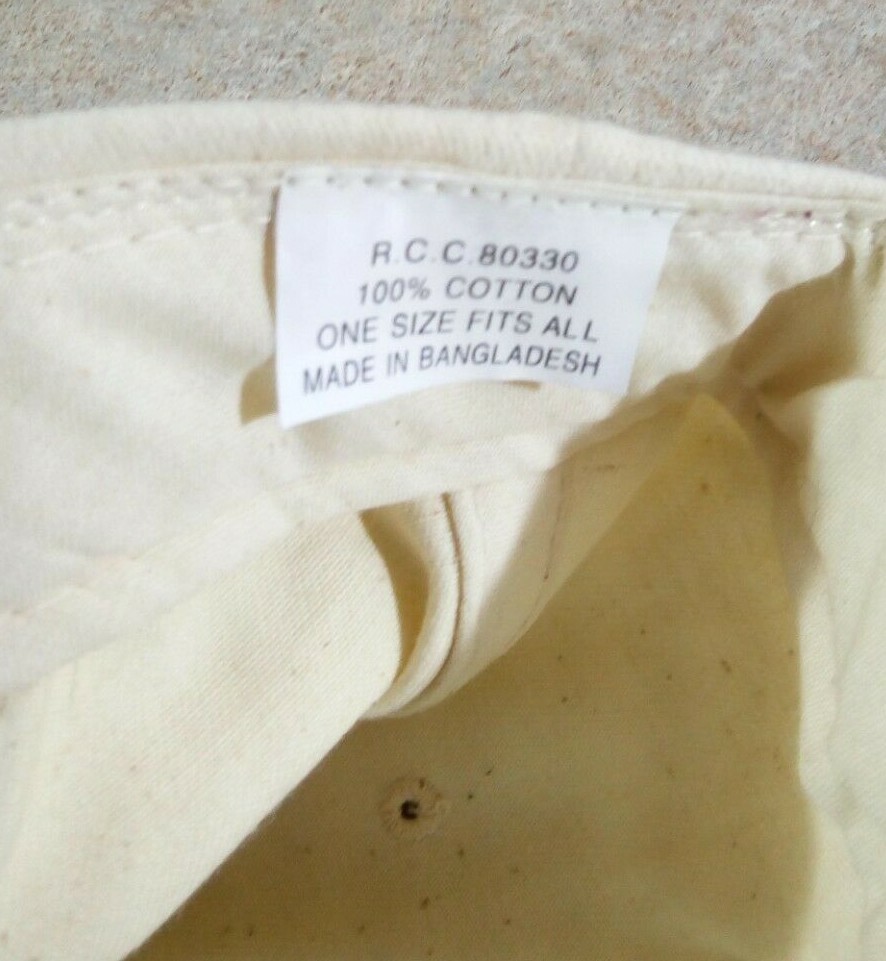 R.C.C.80330
100% COTTON
ONE SIZE FITS ALL
MADE IN BANGLADESH